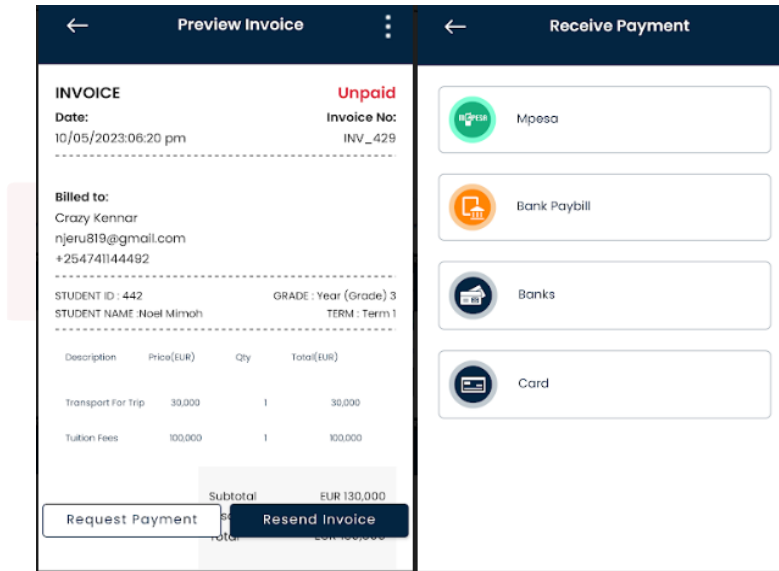 Preview Invoice
INVOICE
Unpaid
Date:
Invoice No:
10/05/2023:06:20 pm
INV_429
Billed to:
Crazy Kennar
njeru819@gmail.com
+254741144492
STUDENT ID : 442
GRADE : Year (Grade) 3
STUDENT NAME :Noel Mimoh
TERM : Term 1
Description Price(EUR) Qty Total(EUR)
Transport For Trip 30,000 1 30,000
Tuition Fees 100,000 1 100,000
Subtotal EUR 130,000
Request Payment
Resend Invoice
Total
Receive Payment
Mpesa
Bank Paybill
Banks
Card